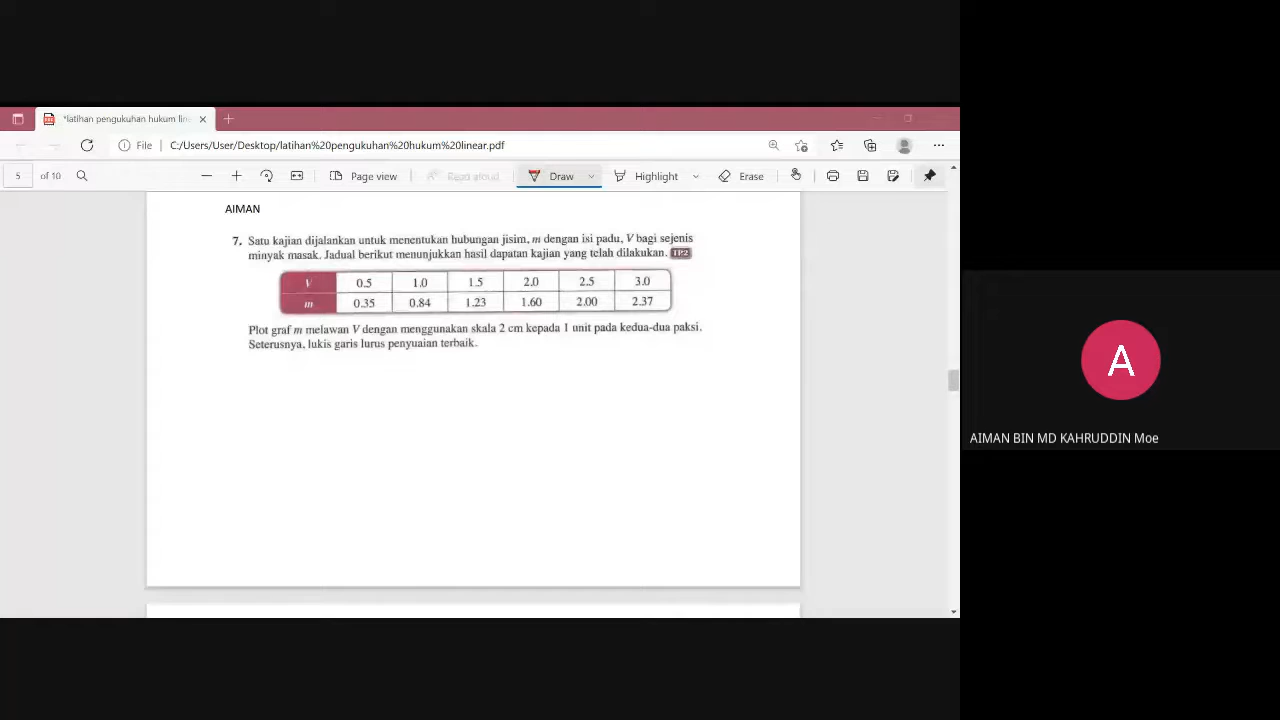 *latihan pengukuhan hukum line
File
C:/Users/User/Desktop/latihan%20pengukuhan%20hukum%20linear.pdf
5 of 10
Page view
Read aloud
Draw
Highlight
Erase
AIMAN
7. Satu kajian dijalankan untuk menentukan hubungan jisim, m dengan isi padu, V bagi sejenis
minyak masak. Jadual berikut menunjukkan hasil dapatan kajian yang telah dilakukan. TP2
V 0.5 1.0 1.5 2.0 2.5 3.0
m 0.35 0.84 1.23 1.60 2.00 2.37
Plot graf m melawan V dengan menggunakan skala 2 cm kepada 1 unit pada kedua-dua paksi.
Seterusnya, lukis garis lurus penyuaian terbaik.
A
AIMAN BIN MD KAHRUDDIN Moe